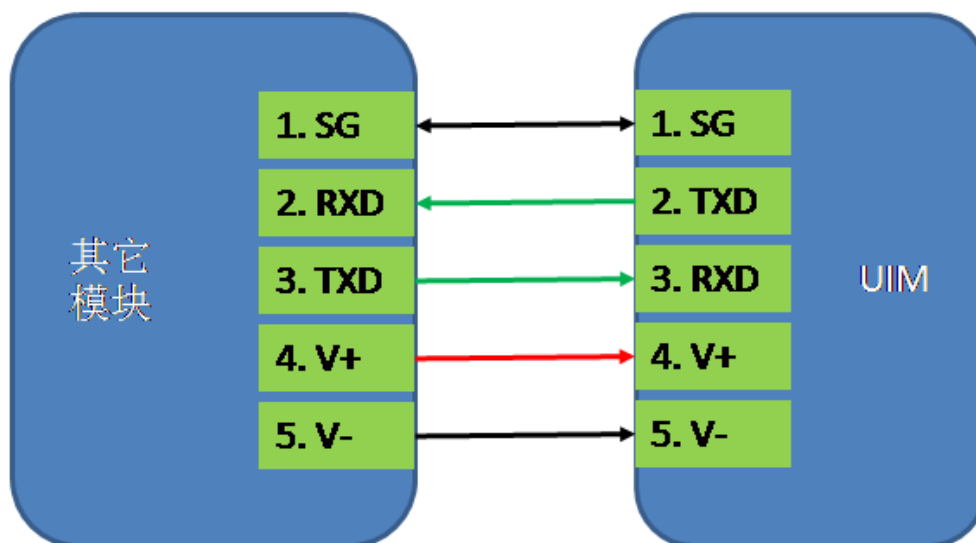 其它
模块
1. SG
2. RXD
3. TXD
4. V+
5. V-
1. SG
2. TXD
3. RXD
4. V+
5. V-
UIM